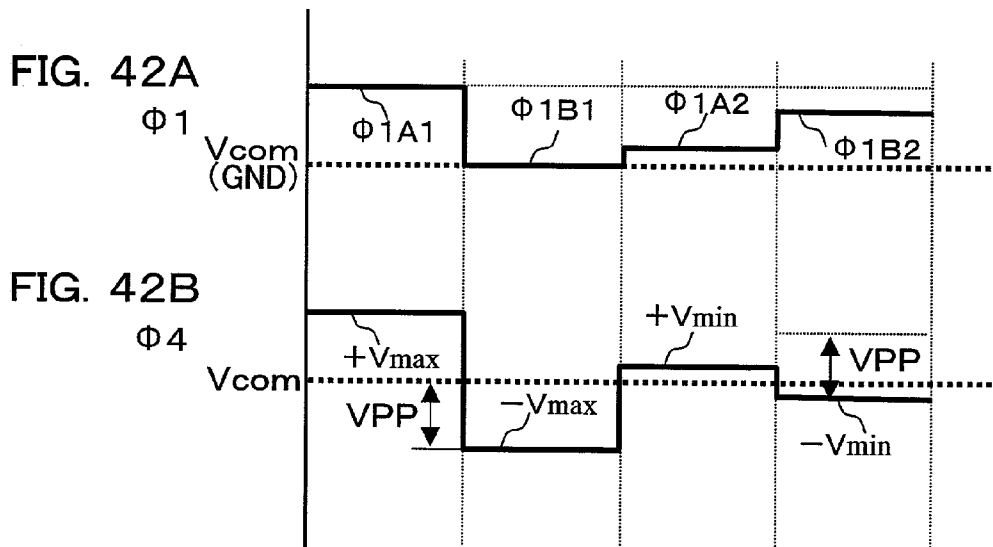 FIG. 42A
Φ1
Φ1A1
Φ1B1
Φ1A2
Φ1B2
Vcom
(GND)
FIG. 42B
Φ4
+Vmax
−Vmax
+Vmin
−Vmin
Vcom
VPP
VPP